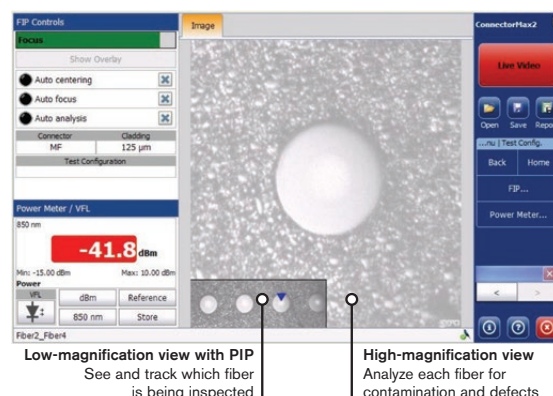 FIP Controls
Focus
Show Overlay
Auto centering
Auto focus
Auto analysis
Connector Cladding
MF 125 µm
Test Configuration
Power Meter / VFL
850 nm
-41.8 dBm
Min: -15.00 dBm Max: 10.00 dBm
Power
VFL dBm Reference
850 nm Store
Fiber2_Fiber4
Image
ConnectorMax2
Live Video
Open Save Repo
...nu | Test Config.
Back Home
FIP...
Power Meter...
< >
Low-magnification view with PIP
See and track which fiber
is being inspected
High-magnification view
Analyze each fiber for
contamination and defects